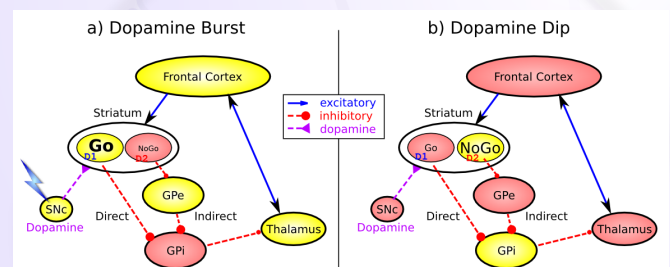 a) Dopamine Burst
Frontal Cortex
Striatum
Go
D1
NoGo
D2
SNc
Dopamine
GPe
Direct
Indirect
GPi
Thalamus
excitatory
inhibitory
dopamine
b) Dopamine Dip
Frontal Cortex
Striatum
Go
D1
NoGo
D2
SNc
Dopamine
GPe
Direct
Indirect
GPi
Thalamus